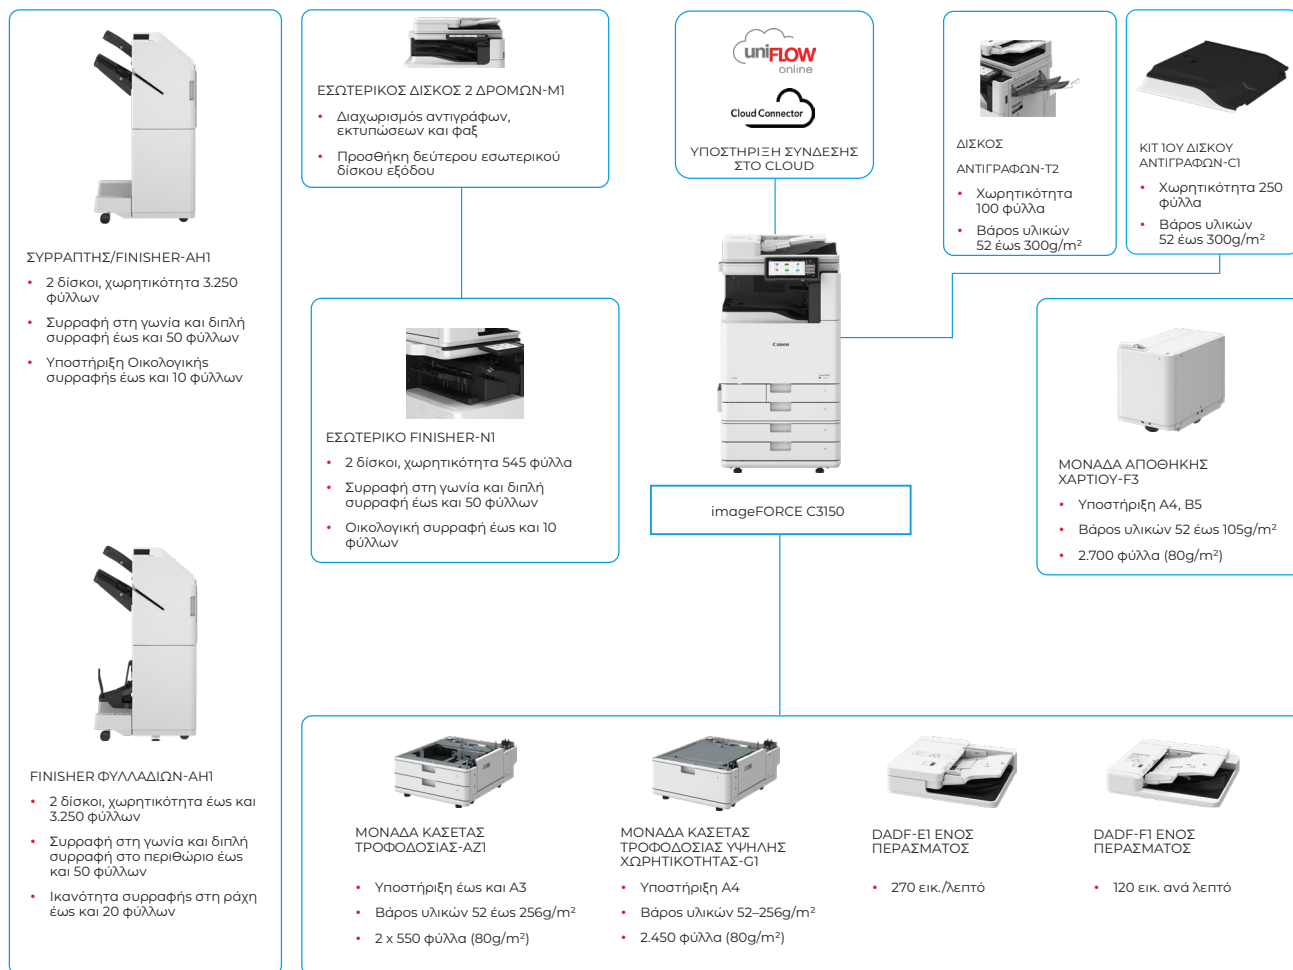 ΣΥΡΡΑΠΤΗΣ/FINISHER-AH1
• 2 δίσκοι, χωρητικότητα 3.250
φύλλων
• Συρραφή στη γωνία και διπλή
συρραφή έως και 50 φύλλων
• Υποστήριξη Οικολογικής
συρραφής έως και 10 φύλλων
FINISHER ΦΥΛΛΑΔΙΩΝ-AH1
• 2 δίσκοι, χωρητικότητα έως και
3.250 φύλλων
• Συρραφή στη γωνία και διπλή
συρραφή στο περιθώριο έως
και 50 φύλλων
• Ικανότητα συρραφής στη ράχη
έως και 20 φύλλων
ΕΣΩΤΕΡΙΚΟΣ ΔΙΣΚΟΣ 2 ΔΡΟΜΩΝ-M1
• Διαχωρισμός αντιγράφων,
εκτυπώσεων και φαξ
• Προσθήκη δεύτερου εσωτερικού
δίσκου εξόδου
ΕΣΩΤΕΡΙΚΟ FINISHER-N1
• 2 δίσκοι, χωρητικότητα 545 φύλλα
• Συρραφή στη γωνία και διπλή
συρραφή έως και 50 φύλλων
• Οικολογική συρραφή έως και 10
φύλλων
uniFLOW
online
Cloud Connector
ΥΠΟΣΤΗΡΙΞΗ ΣΥΝΔΕΣΗΣ
ΣΤΟ CLOUD
Canon
imageFORCE C3150
ΔΙΣΚΟΣ
ΑΝΤΙΓΡΑΦΩΝ-T2
• Χωρητικότητα
100 φύλλα
• Βάρος υλικών
52 έως 300g/m²
ΚΙΤ 1ΟΥ ΔΙΣΚΟΥ
ΑΝΤΙΓΡΑΦΩΝ-C1
• Χωρητικότητα 250
φύλλα
• Βάρος υλικών
52 έως 300g/m²
ΜΟΝΑΔΑ ΑΠΟΘΗΚΗΣ
ΧΑΡΤΙΟΥ-F3
• Υποστήριξη A4, B5
• Βάρος υλικών 52 έως 105g/m²
• 2.700 φύλλα (80g/m²)
ΜΟΝΑΔΑ ΚΑΣΕΤΑΣ
ΤΡΟΦΟΔΟΣΙΑΣ-AZ1
• Υποστήριξη έως και A3
• Βάρος υλικών 52 έως 256g/m²
• 2 x 550 φύλλα (80g/m²)
ΜΟΝΑΔΑ ΚΑΣΕΤΑΣ
ΤΡΟΦΟΔΟΣΙΑΣ ΥΨΗΛΗΣ
ΧΩΡΗΤΙΚΟΤΗΤΑΣ-G1
• Υποστήριξη A4
• Βάρος υλικών 52–256g/m²
• 2.450 φύλλα (80g/m²)
DADF-E1 ΕΝΟΣ
ΠΕΡΑΣΜΑΤΟΣ
• 270 εικ./λεπτό
DADF-F1 ΕΝΟΣ
ΠΕΡΑΣΜΑΤΟΣ
• 120 εικ. ανά λεπτό